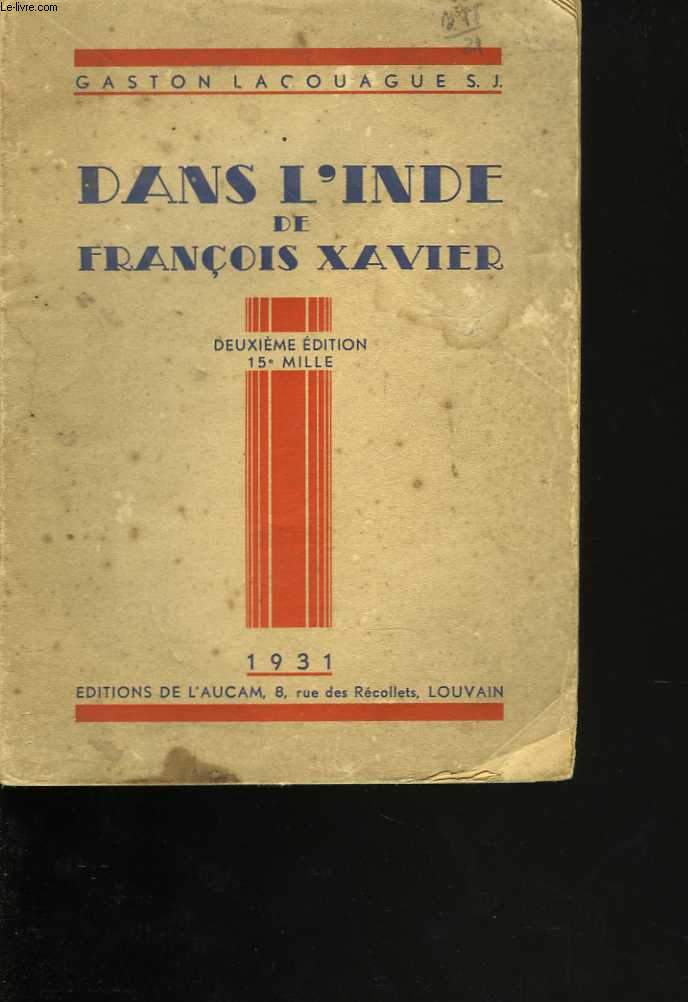 Le-livre.com
GASTON LACOUAGUE S. J.
DANS L'INDE
DE
FRANÇOIS XAVIER
DEUXIÈME ÉDITION
15e MILLE
1931
EDITIONS DE L'AUCAM, 8, rue des Récollets, LOUVAIN